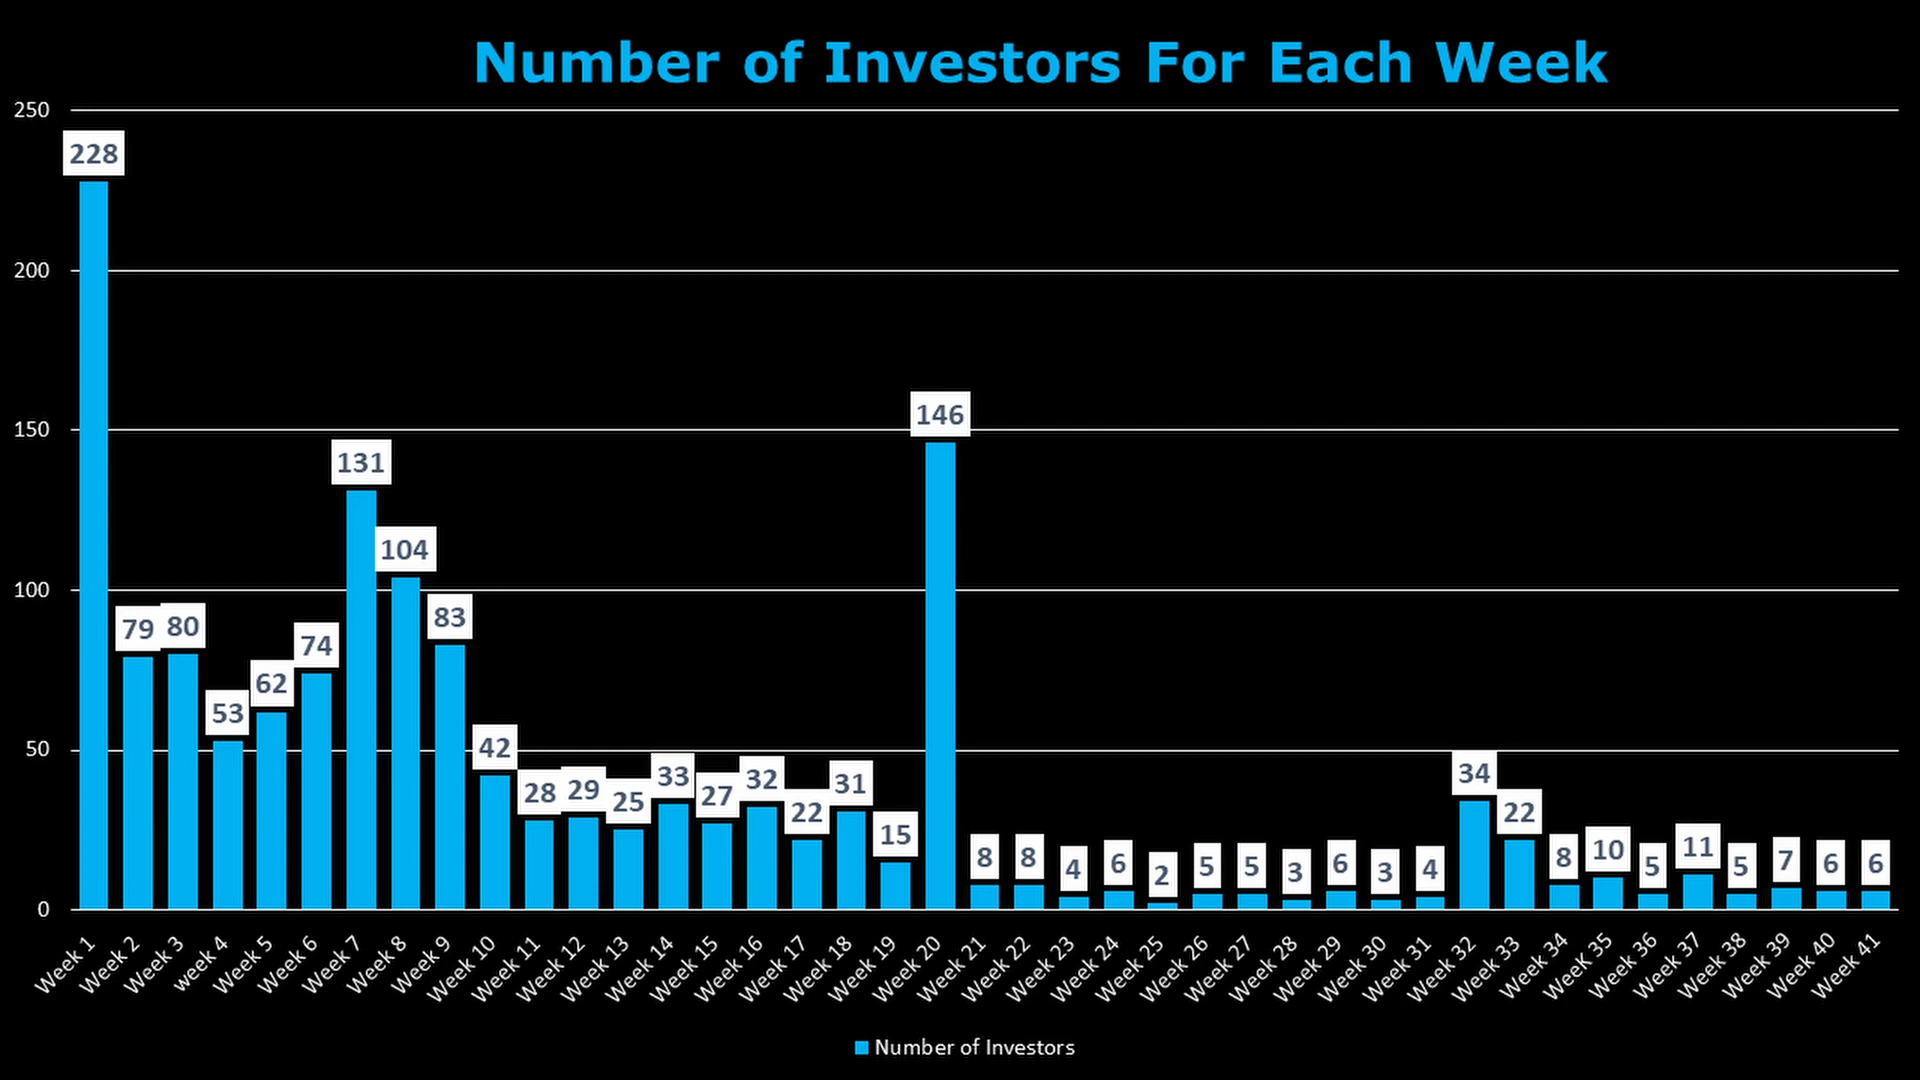 Number of Investors For Each Week
250
200
150
100
50
0
228
79
80
53
62
74
131
104
83
42
28
29
25
33
27
32
22
31
15
146
8
8
4
6
2
5
5
3
6
3
4
34
22
8
10
5
11
5
7
6
6
Week 1
Week 2
Week 3
week 4
Week 5
Week 6
Week 7
Week 8
Week 9
Week 10
Week 11
Week 12
Week 13
Week 14
Week 15
Week 16
Week 17
Week 18
Week 19
Week 20
Week 21
Week 22
Week 23
Week 24
Week 25
Week 26
Week 27
Week 28
Week 29
Week 30
Week 31
Week 32
Week 33
Week 34
Week 35
Week 36
Week 37
Week 38
Week 39
Week 40
Week 41
Number of Investors